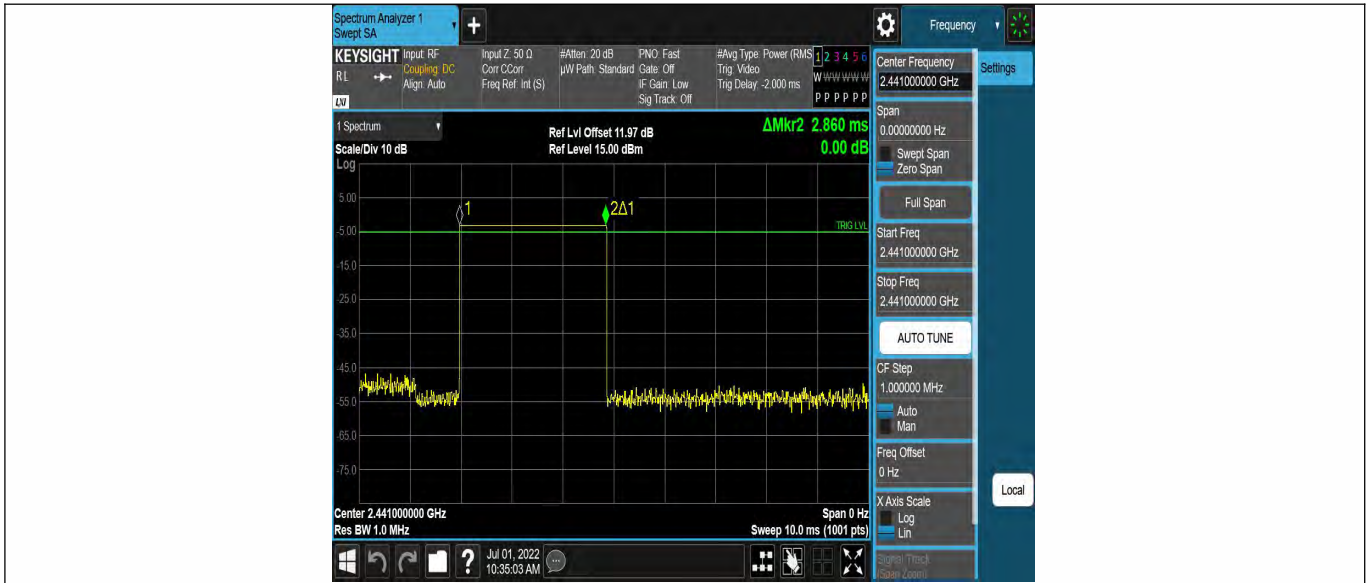 Spectrum Analyzer 1
Swept SA
+
Frequency
KEYSIGHT
RL
LXI
Input: RF
Coupling: DC
Align: Auto
Input Z: 50 Ω
Corr CCorr
Freq Ref: Int (S)
#Atten: 20 dB
µW Path: Standard
PNO: Fast
Gate: Off
IF Gain: Low
Sig Track: Off
#Avg Type: Power (RMS
Trig: Video
Trig Delay: -2.000 ms
1 2 3 4 5 6
W W W W W W
P P P P P P
1 Spectrum
Scale/Div 10 dB
Log
Ref Lvl Offset 11.97 dB
Ref Level 15.00 dBm
ΔMkr2 2.860 ms
0.00 dB
1
2Δ1
TRIG LVL
5.00
-5.00
-15.0
-25.0
-35.0
-45.0
-55.0
-65.0
-75.0
Center 2.441000000 GHz
Res BW 1.0 MHz
Span 0 Hz
Sweep 10.0 ms (1001 pts)
?
Jul 01, 2022
10:35:03 AM
Center Frequency
2.441000000 GHz
Span
0.00000000 Hz
Swept Span
Zero Span
Full Span
Start Freq
2.441000000 GHz
Stop Freq
2.441000000 GHz
AUTO TUNE
CF Step
1.000000 MHz
Auto
Man
Freq Offset
0 Hz
X Axis Scale
Log
Lin
Signal Track
(Span Zoom)
Settings
Local